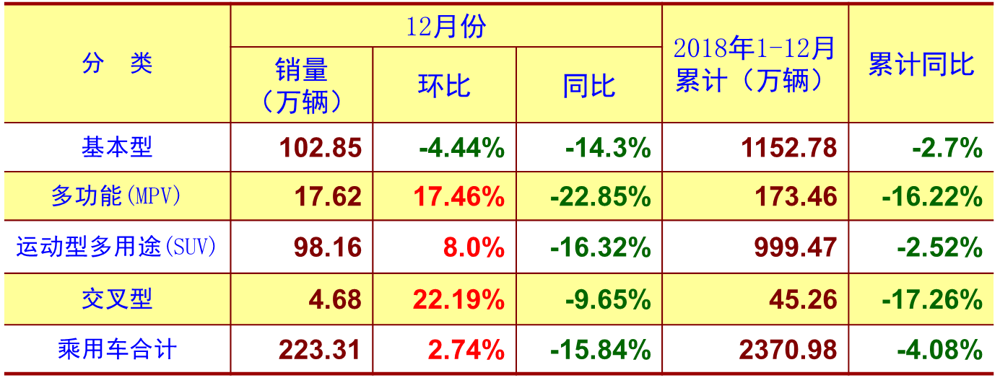 分 类 12月份 2018年1-12月累计（万辆） 累计同比
销量（万辆） 环比 同比
基本型 102.85 -4.44% -14.3% 1152.78 -2.7%
多功能(MPV) 17.62 17.46% -22.85% 173.46 -16.22%
运动型多用途(SUV) 98.16 8.0% -16.32% 999.47 -2.52%
交叉型 4.68 22.19% -9.65% 45.26 -17.26%
乘用车合计 223.31 2.74% -15.84% 2370.98 -4.08%